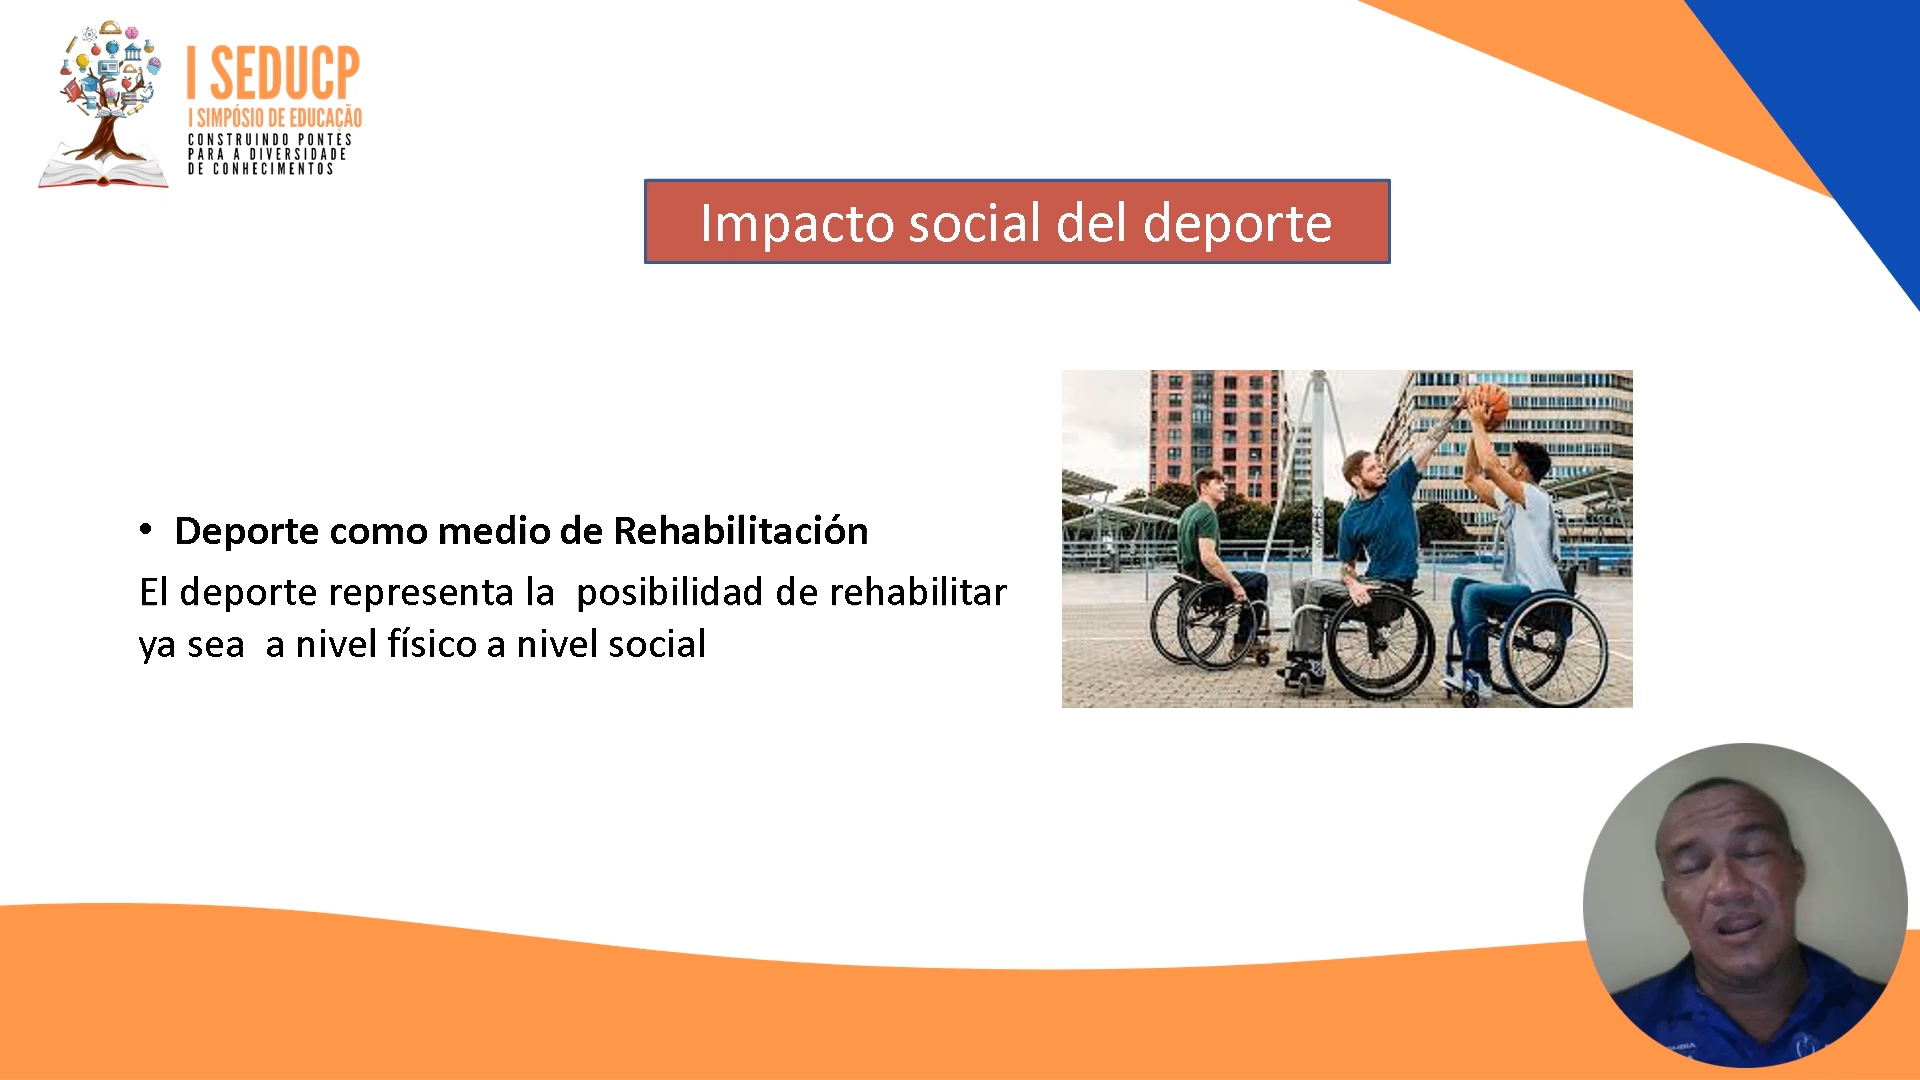 I SEDUCP
I SIMPÓSIO DE EDUCAÇÃO
CONSTRUINDO PONTES
PARA A DIVERSIDADE
DE CONHECIMENTOS
Impacto social del deporte
• Deporte como medio de Rehabilitación
El deporte representa la posibilidad de rehabilitar
ya sea a nivel físico a nivel social